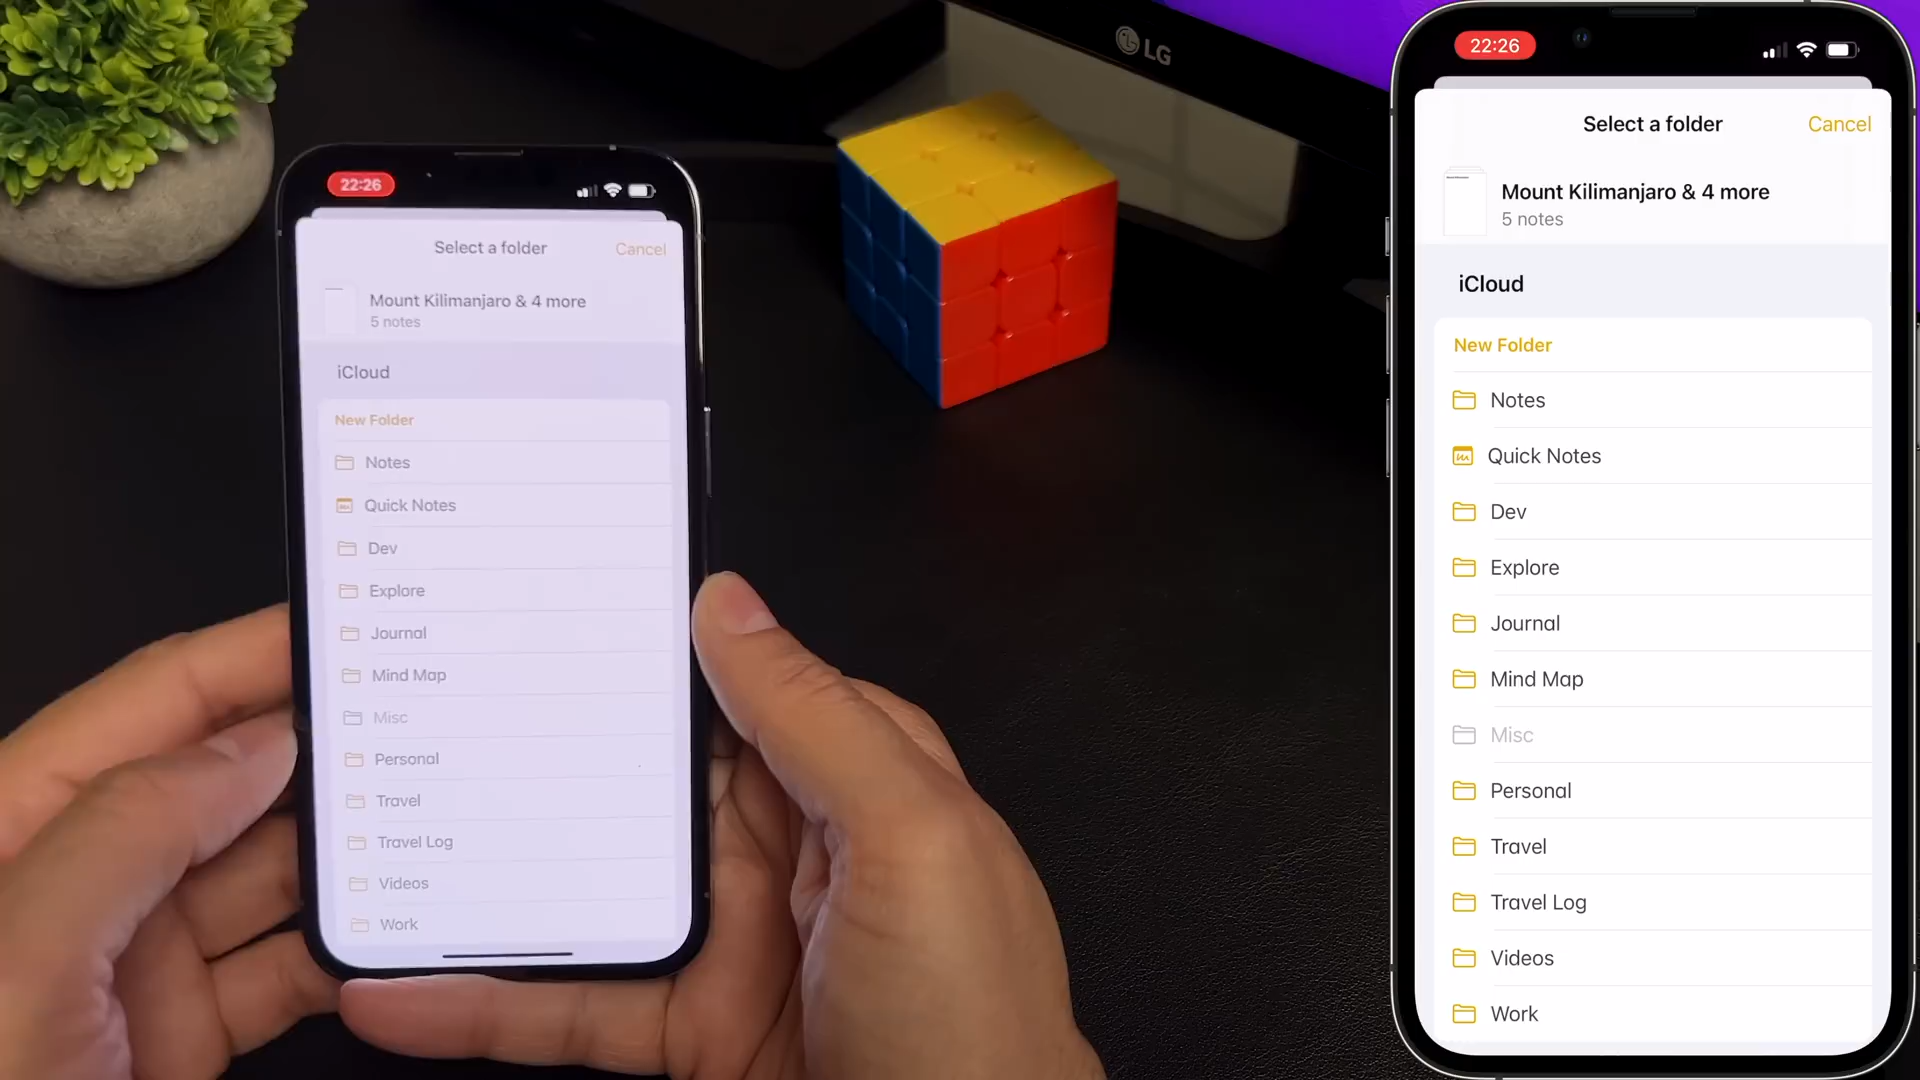 LG
22:26
Select a folder
Cancel
Mount Kilimanjaro & 4 more
5 notes
iCloud
New Folder
Notes
Quick Notes
Dev
Explore
Journal
Mind Map
Misc
Personal
Travel
Travel Log
Videos
Work
22:26
Select a folder
Cancel
Mount Kilimanjaro & 4 more
5 notes
iCloud
New Folder
Notes
Quick Notes
Dev
Explore
Journal
Mind Map
Misc
Personal
Travel
Travel Log
Videos
Work